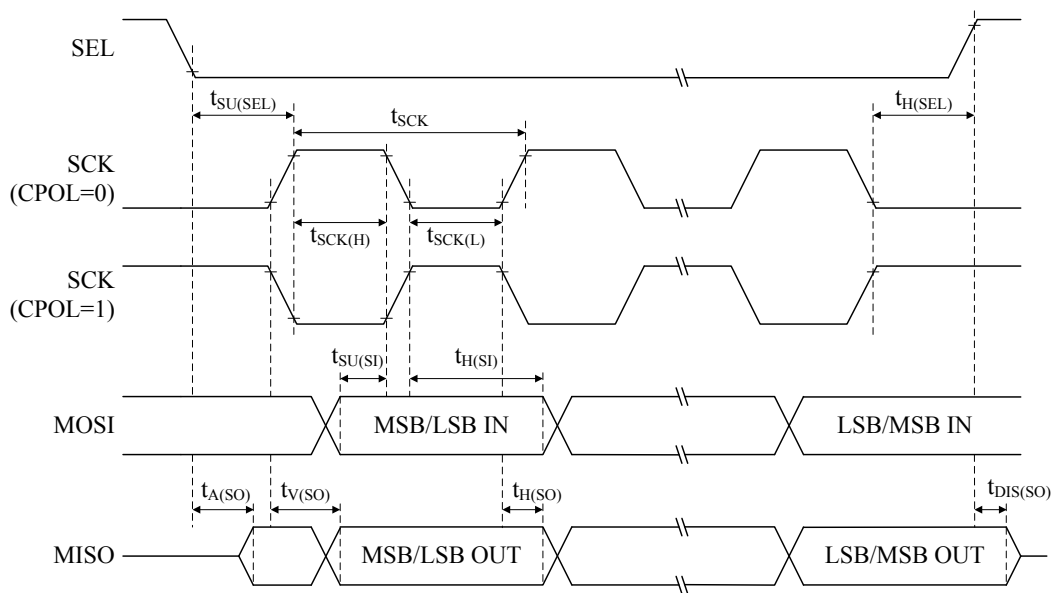 SEL
tSU(SEL)
tSCK
tH(SEL)
SCK
(CPOL=0)
tSCK(H)
tSCK(L)
SCK
(CPOL=1)
tSU(SI)
tH(SI)
MOSI
MSB/LSB IN
LSB/MSB IN
tA(SO)
tV(SO)
tH(SO)
tDIS(SO)
MISO
MSB/LSB OUT
LSB/MSB OUT